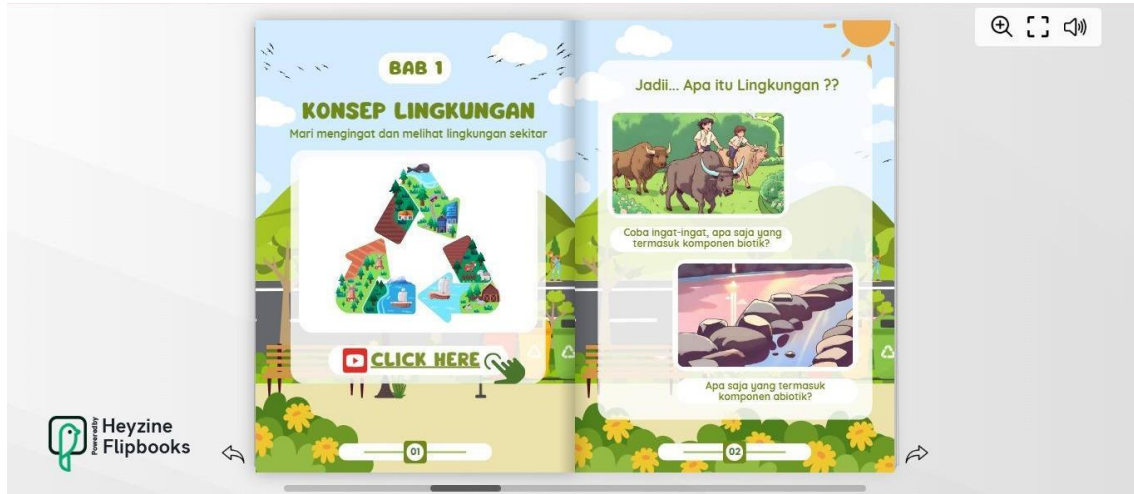 BAB 1
KONSEP LINGKUNGAN
Mari mengingat dan melihat lingkungan sekitar
CLICK HERE
01
Jadii... Apa itu Lingkungan ??
Coba ingat-ingat, apa saja yang
termasuk komponen biotik?
Apa saja yang termasuk
komponen abiotik?
02
Powered by
Heyzine
Flipbooks